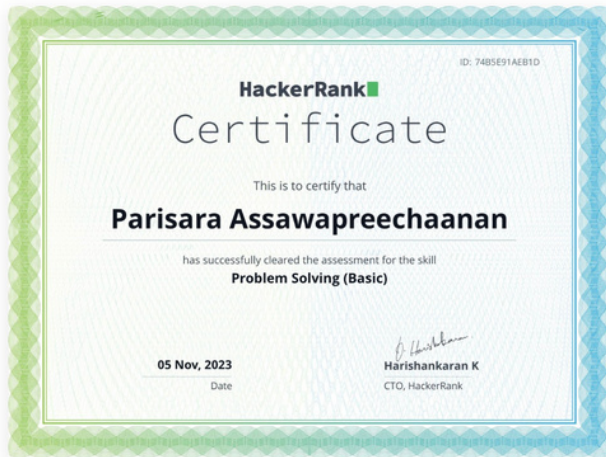 ID: 74B5E91AEB1D
HackerRank
Certificate
This is to certify that
Parisara Assawapreechaanan
has successfully cleared the assessment for the skill
Problem Solving (Basic)
05 Nov, 2023
Date
Harishankaran K
CTO, HackerRank